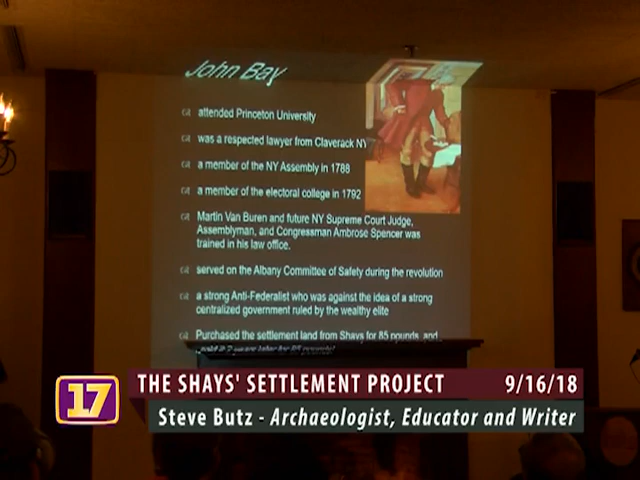 John Bay
attended Princeton University
was a respected lawyer from Claverack NY
a member of the NY Assembly in 1788
a member of the electoral college in 1792
Martin Van Buren and future NY Supreme Court Judge,
Assemblyman, and Congressman Ambrose Spencer was
trained in his law office.
served on the Albany Committee of Safety during the revolution
a strong Anti-Federalist who was against the idea of a strong
centralized government ruled by the wealthy elite
Purchased the settlement land from Shays for 85 pounds, and
17
THE SHAYS' SETTLEMENT PROJECT 9/16/18
Steve Butz - Archaeologist, Educator and Writer